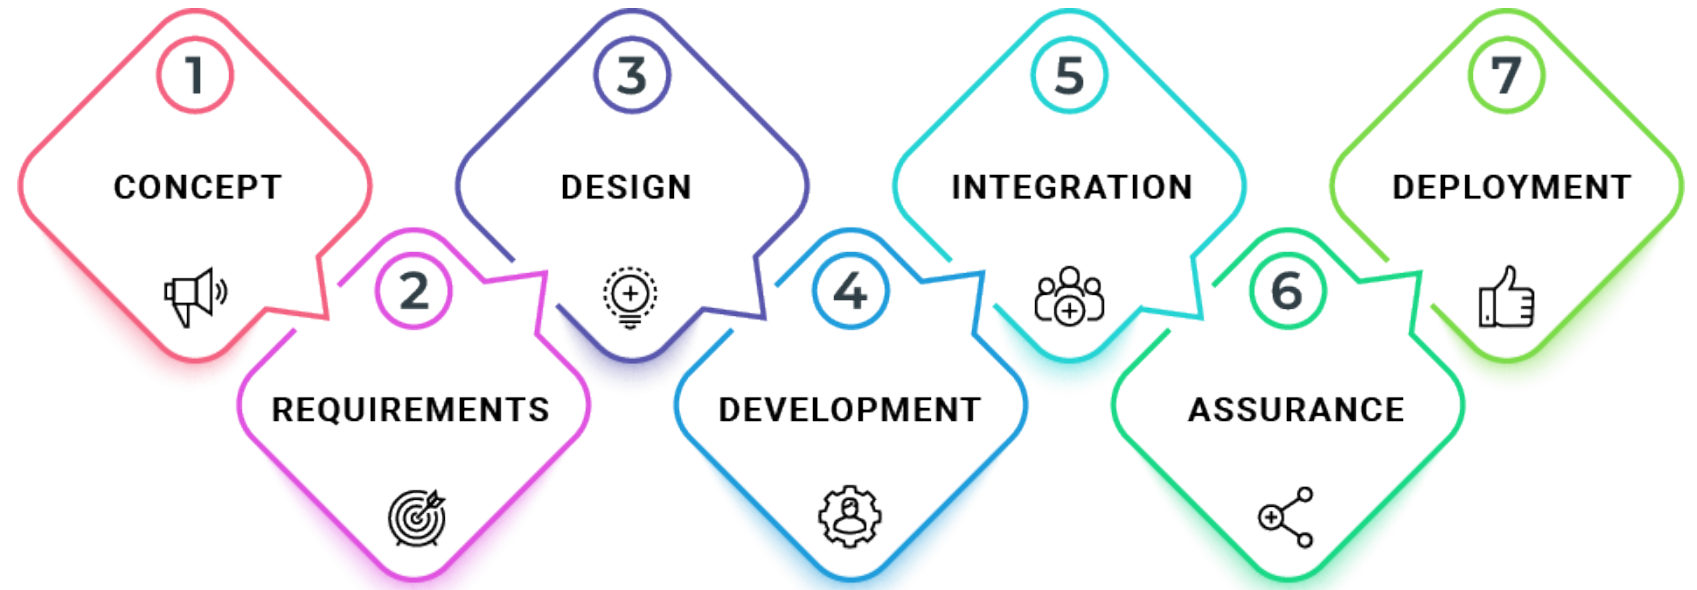 1
CONCEPT
2
REQUIREMENTS
3
DESIGN
4
DEVELOPMENT
5
INTEGRATION
6
ASSURANCE
7
DEPLOYMENT